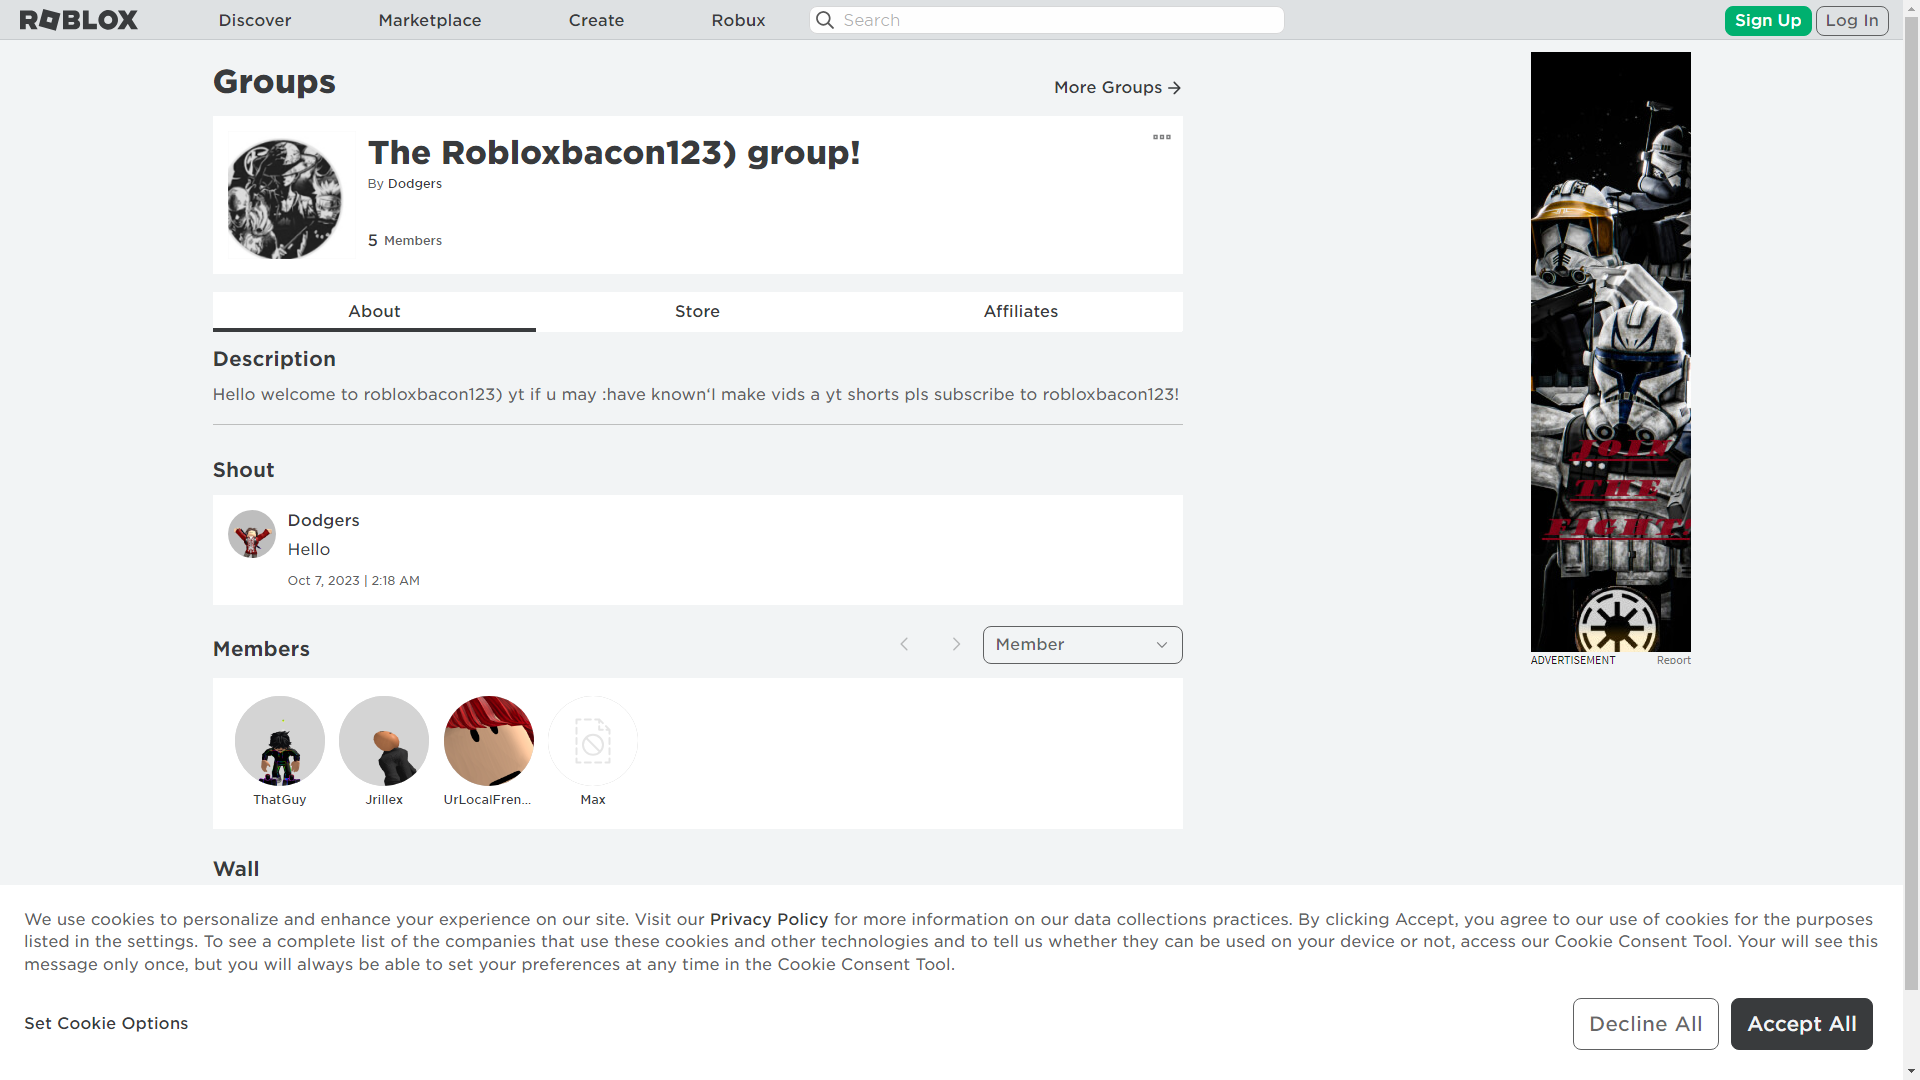 ROBLOX
Discover
Marketplace
Create
Robux
Search
Sign Up
Log In
Groups
More Groups
The Robloxbacon123) group!
By Dodgers
5 Members
About
Store
Affiliates
Description
Hello welcome to robloxbacon123) yt if u may :have known‘I make vids a yt shorts pls subscribe to robloxbacon123!
Shout
Dodgers
Hello
Oct 7, 2023 | 2:18 AM
Members
Member
ThatGuy
Jrillex
UrLocalFren...
Max
Wall
JOIN
THE
FIGHT!
ADVERTISEMENT
Report
We use cookies to personalize and enhance your experience on our site. Visit our Privacy Policy for more information on our data collections practices. By clicking Accept, you agree to our use of cookies for the purposes
listed in the settings. To see a complete list of the companies that use these cookies and other technologies and to tell us whether they can be used on your device or not, access our Cookie Consent Tool. Your will see this
message only once, but you will always be able to set your preferences at any time in the Cookie Consent Tool.
Set Cookie Options
Decline All
Accept All